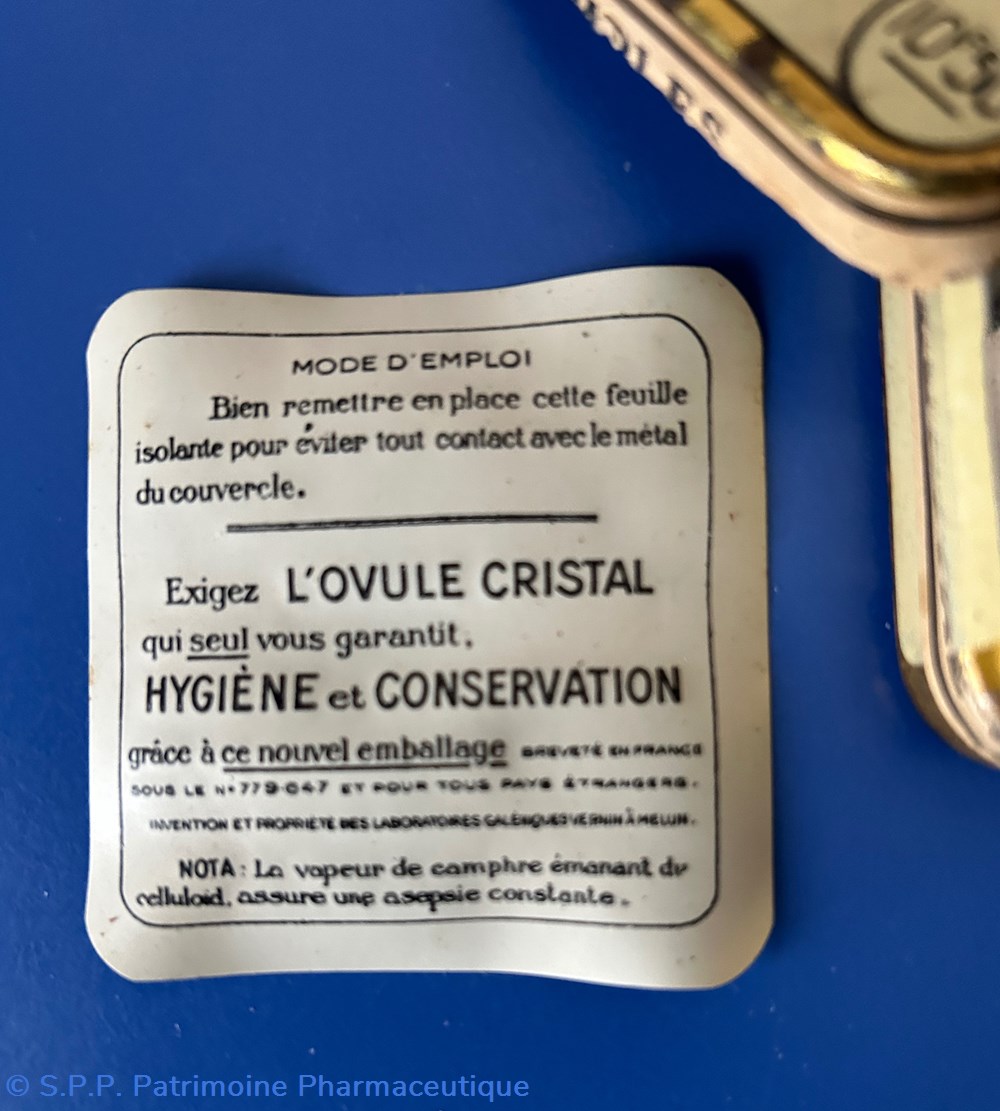 MODE D'EMPLOI
Bien remettre en place cette feuille
isolante pour éviter tout contact avec le métal
du couvercle.
Exigez L'OVULE CRISTAL
qui seul vous garantit.
HYGIÈNE et CONSERVATION
grâce à ce nouvel emballage BREVETÉ EN FRANCE
SOUS LE N° 779-047 ET POUR TOUS PAYS ÉTRANGERS.
INVENTION ET PROPRIÉTÉ DES LABORATOIRES GALÉNIQUES VERNIN À MELUN.
NOTA: La vapeur de camphre émanant du
celluloïd, assure une asepsie constante.
© S.P.P. Patrimoine Pharmaceutique